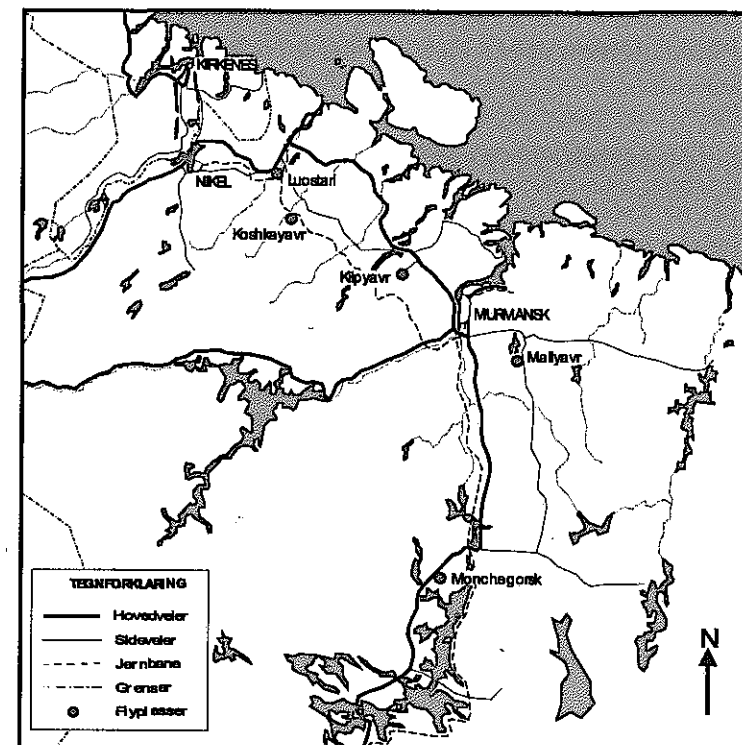 KIRKENES
NIKEL
Luostari
Koshkayavr
Kilpyavr
MURMANSK
Mallyavr
Monchegorsk
TEGNFORKLARING
Hovedveier
Sideveier
Jernbane
Grenser
Flyplasser
N